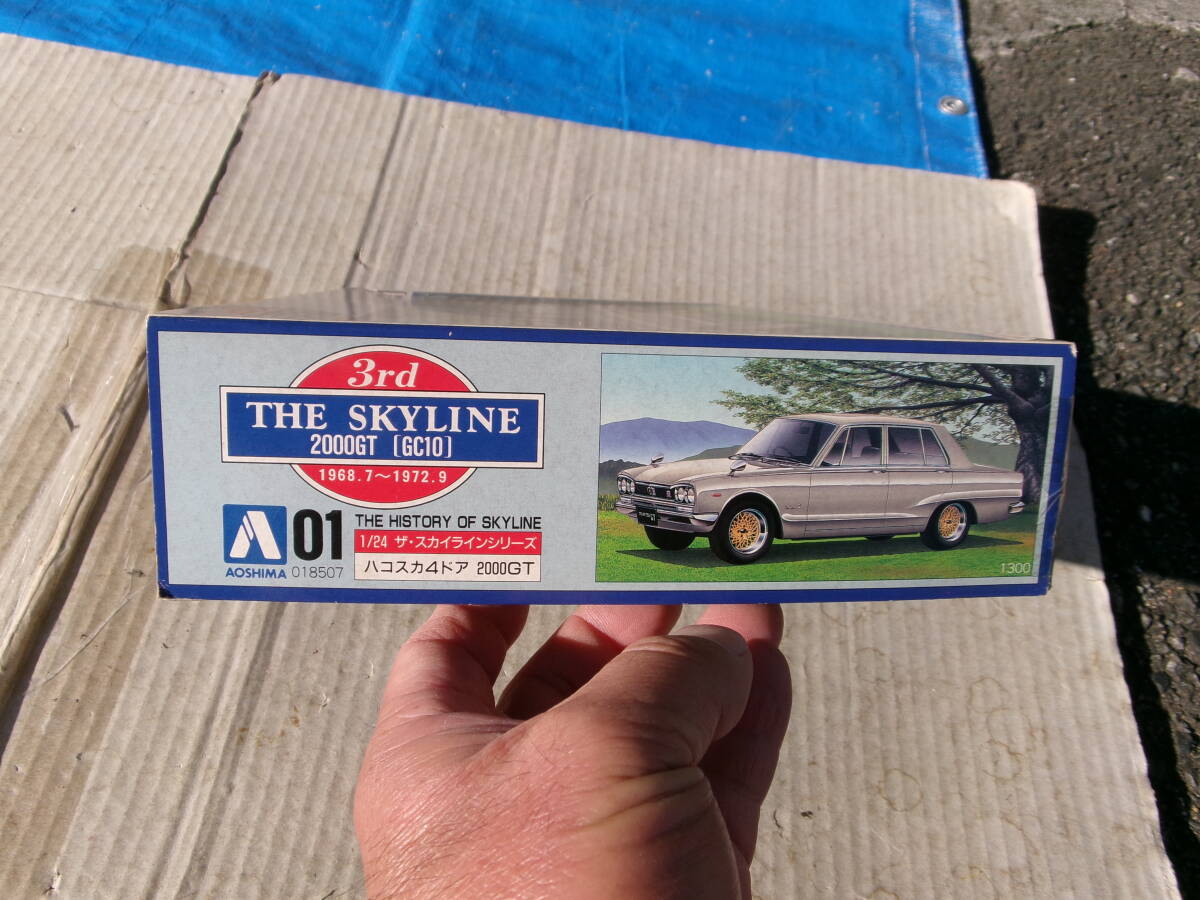 3rd
THE SKYLINE
2000GT [GC10]
1968.7〜1972.9
AOSHIMA
01
018507
THE HISTORY OF SKYLINE
1/24 ザ・スカイラインシリーズ
ハコスカ4ドア 2000GT
1300